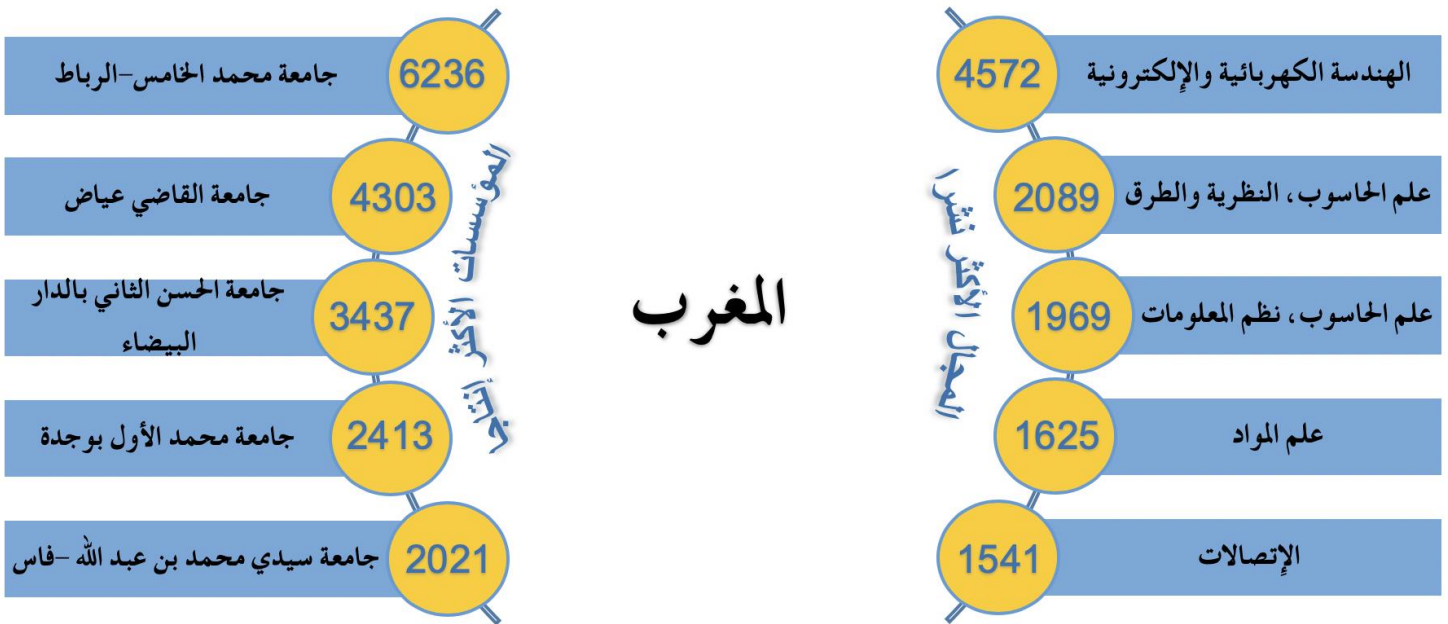 المغرب
المجال الأكثر نشرا
الهندسة الكهربائية والإلكترونية
4572
علم الحاسوب، النظرية والطرق
2089
علم الحاسوب، نظم المعلومات
1969
علم المواد
1625
الإتصالات
1541
المؤسسات الأكثر أنتاجا
6236
جامعة محمد الخامس-الرباط
4303
جامعة القاضي عياض
3437
جامعة الحسن الثاني بالدار
البيضاء
2413
جامعة محمد الأول بوجدة
2021
جامعة سيدي محمد بن عبد الله -فاس